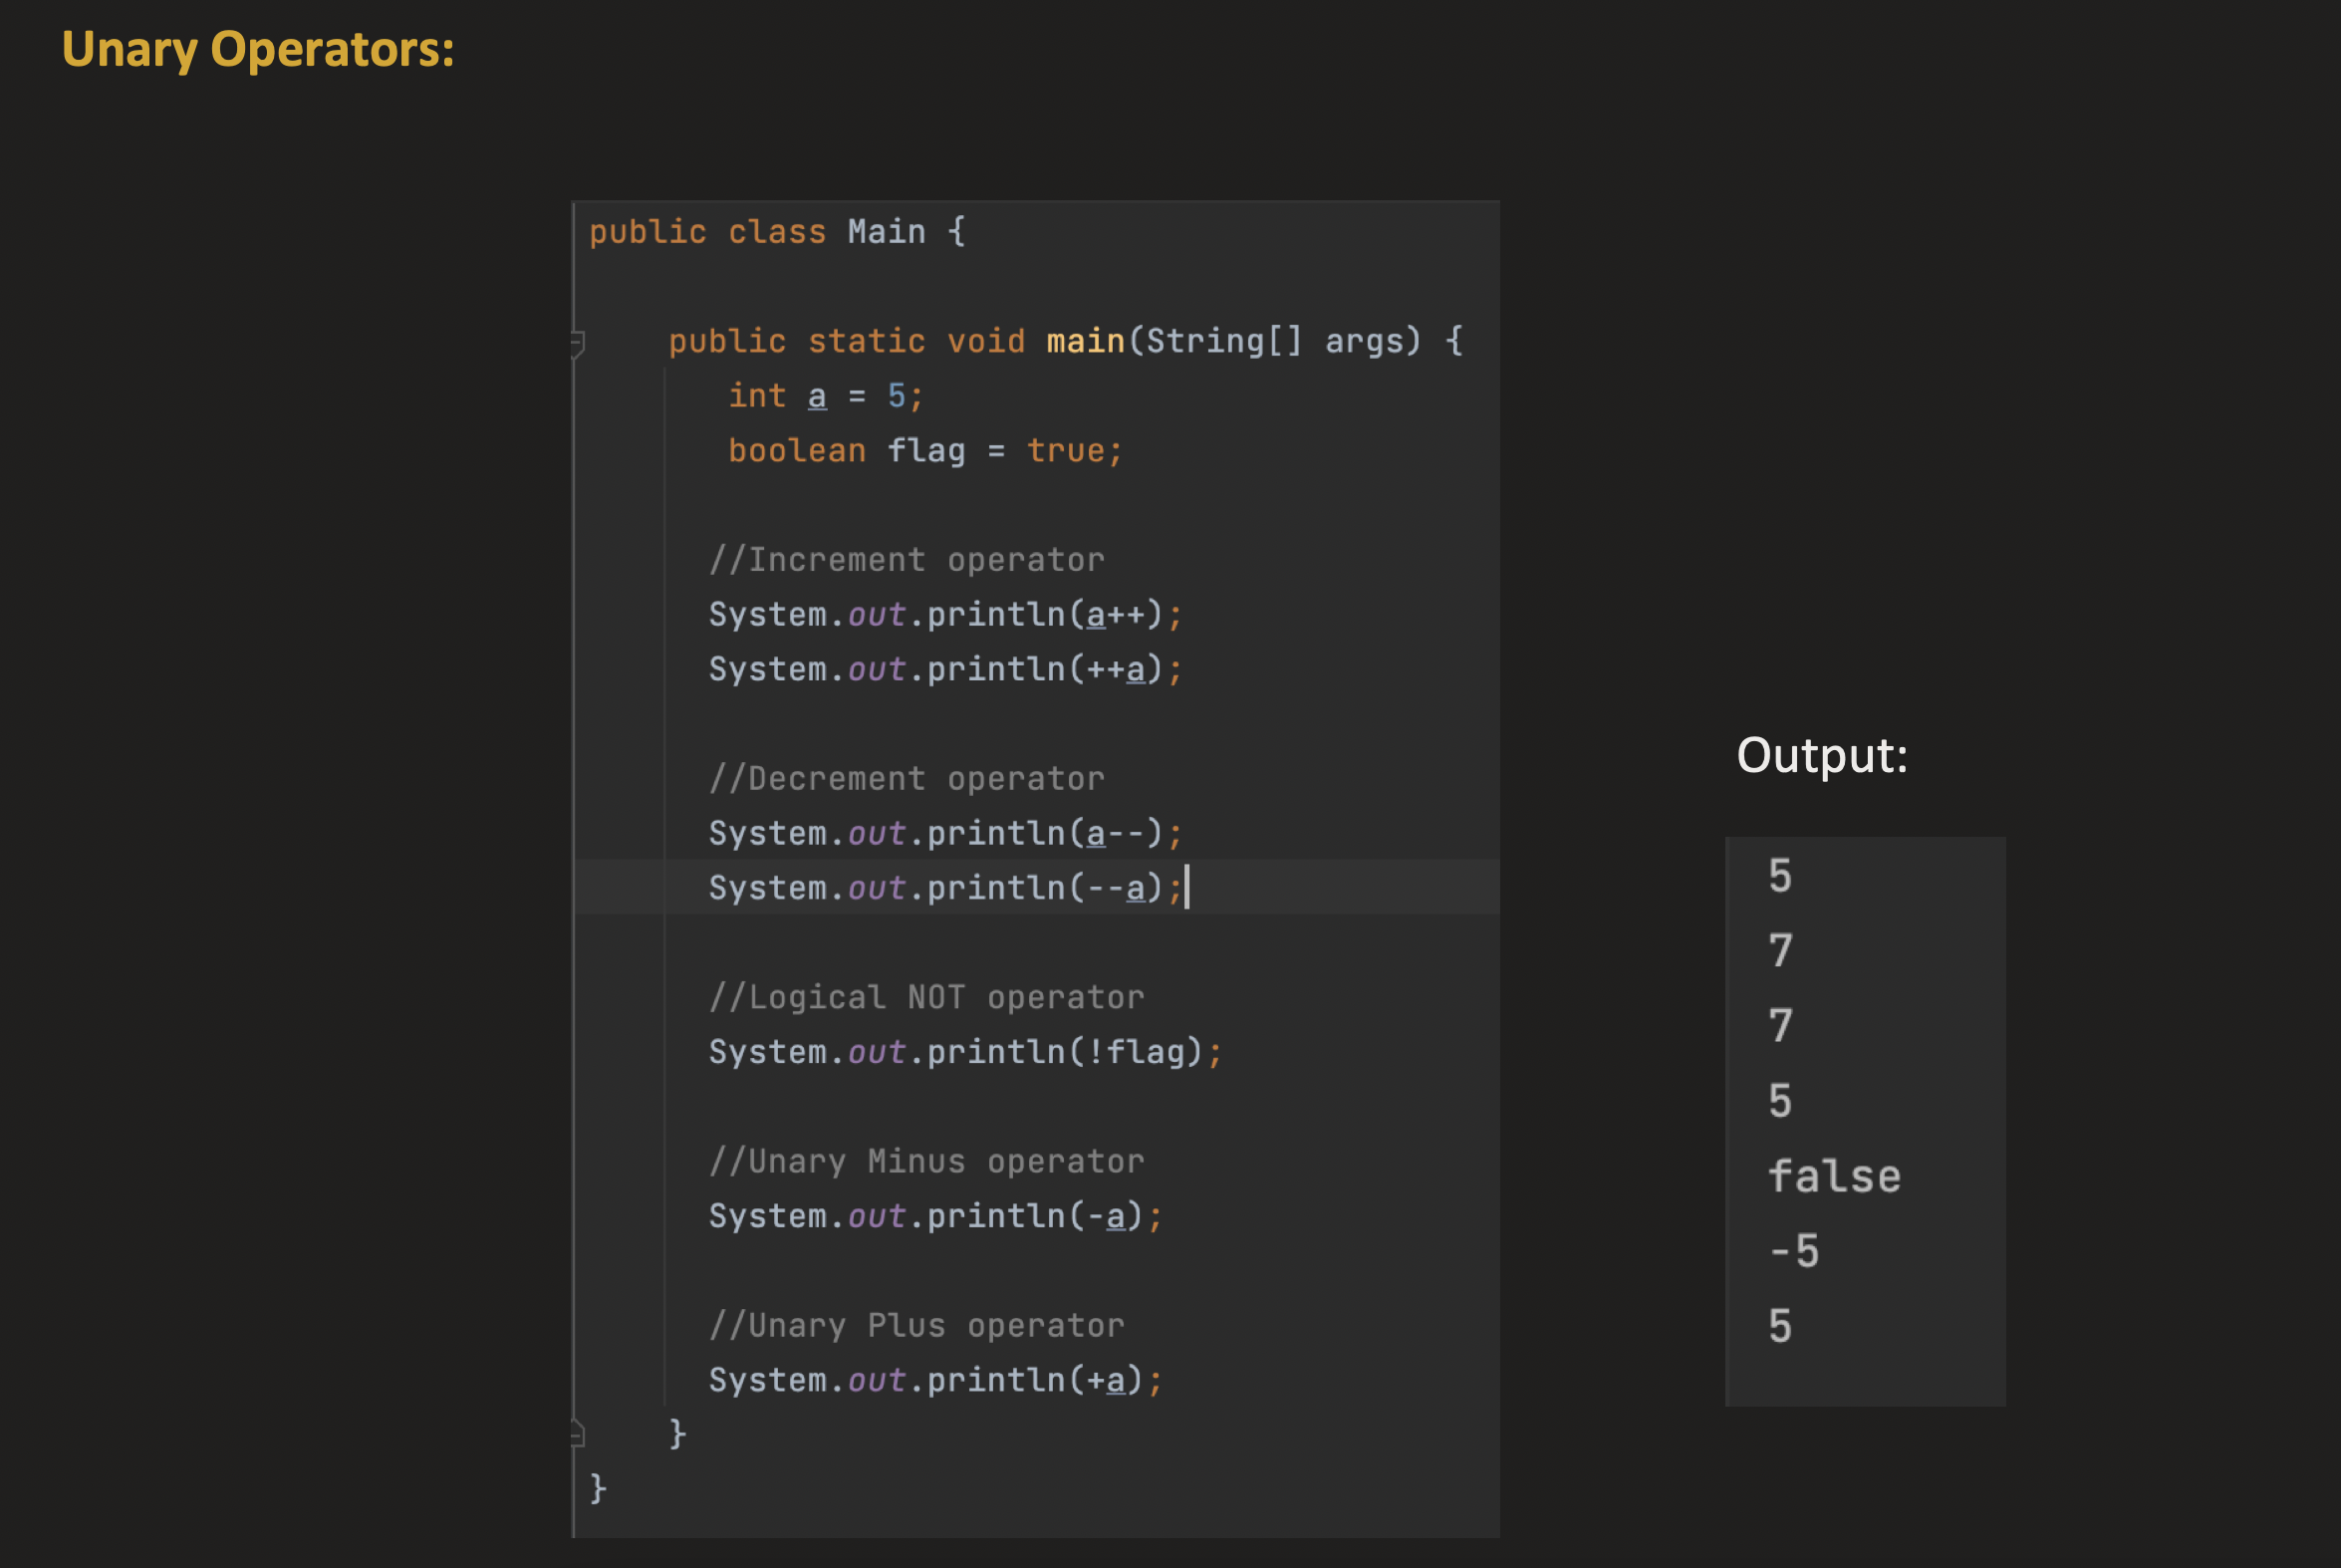 Unary Operators:
public class Main {
public static void main(String[] args) {
int a = 5;
boolean flag = true;
//Increment operator
System.out.println(a++);
System.out.println(++a);
//Decrement operator
System.out.println(a--);
System.out.println(--a);
//Logical NOT operator
System.out.println(!flag);
//Unary Minus operator
System.out.println(-a);
//Unary Plus operator
System.out.println(+a);
}
}
Output:
5
7
7
5
false
-5
5